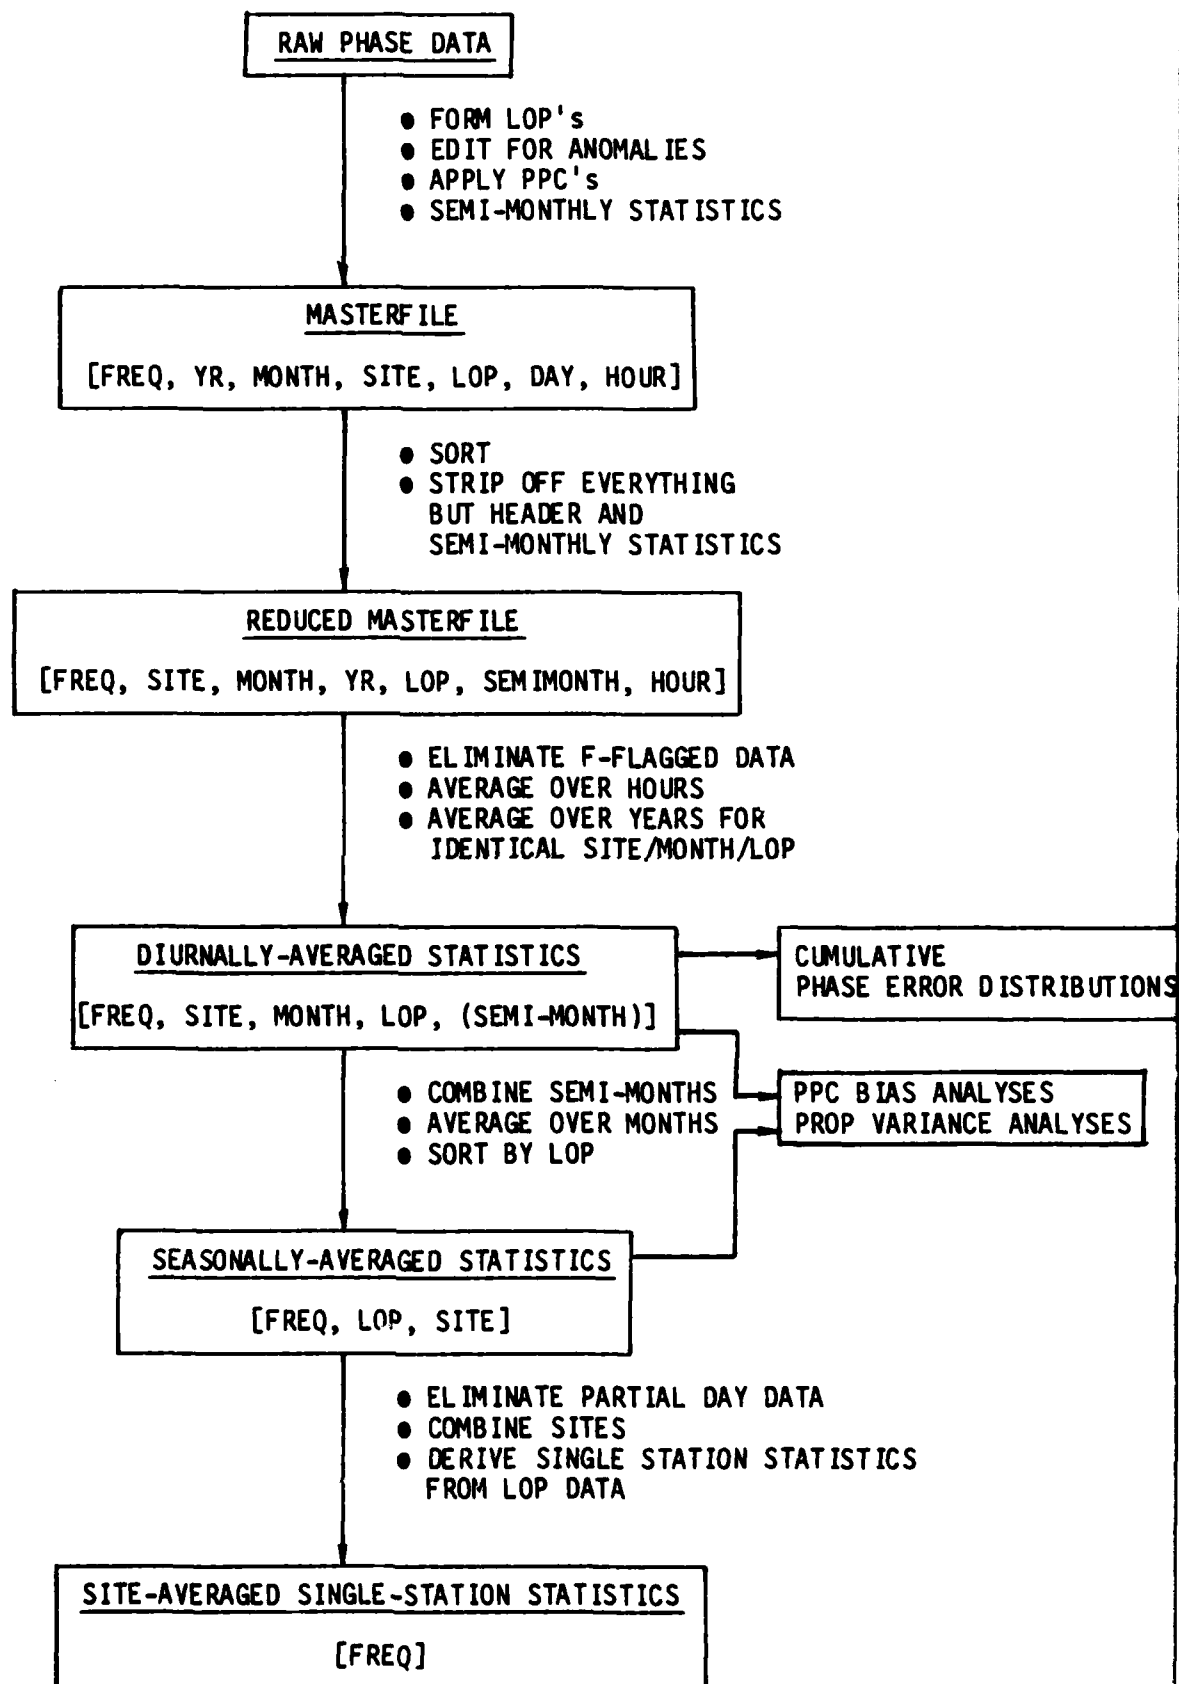 RAW PHASE DATA
● FORM LOP's
● EDIT FOR ANOMALIES
● APPLY PPC's
● SEMI-MONTHLY STATISTICS
MASTERFILE
[FREQ, YR, MONTH, SITE, LOP, DAY, HOUR]
● SORT
● STRIP OFF EVERYTHING
BUT HEADER AND
SEMI-MONTHLY STATISTICS
REDUCED MASTERFILE
[FREQ, SITE, MONTH, YR, LOP, SEMIMONTH, HOUR]
● ELIMINATE F-FLAGGED DATA
● AVERAGE OVER HOURS
● AVERAGE OVER YEARS FOR
IDENTICAL SITE/MONTH/LOP
DIURNALLY-AVERAGED STATISTICS
[FREQ, SITE, MONTH, LOP, (SEMI-MONTH)]
CUMULATIVE
PHASE ERROR DISTRIBUTIONS
● COMBINE SEMI-MONTHS
● AVERAGE OVER MONTHS
● SORT BY LOP
PPC BIAS ANALYSES
PROP VARIANCE ANALYSES
SEASONALLY-AVERAGED STATISTICS
[FREQ, LOP, SITE]
● ELIMINATE PARTIAL DAY DATA
● COMBINE SITES
● DERIVE SINGLE STATION STATISTICS
FROM LOP DATA
SITE-AVERAGED SINGLE-STATION STATISTICS
[FREQ]